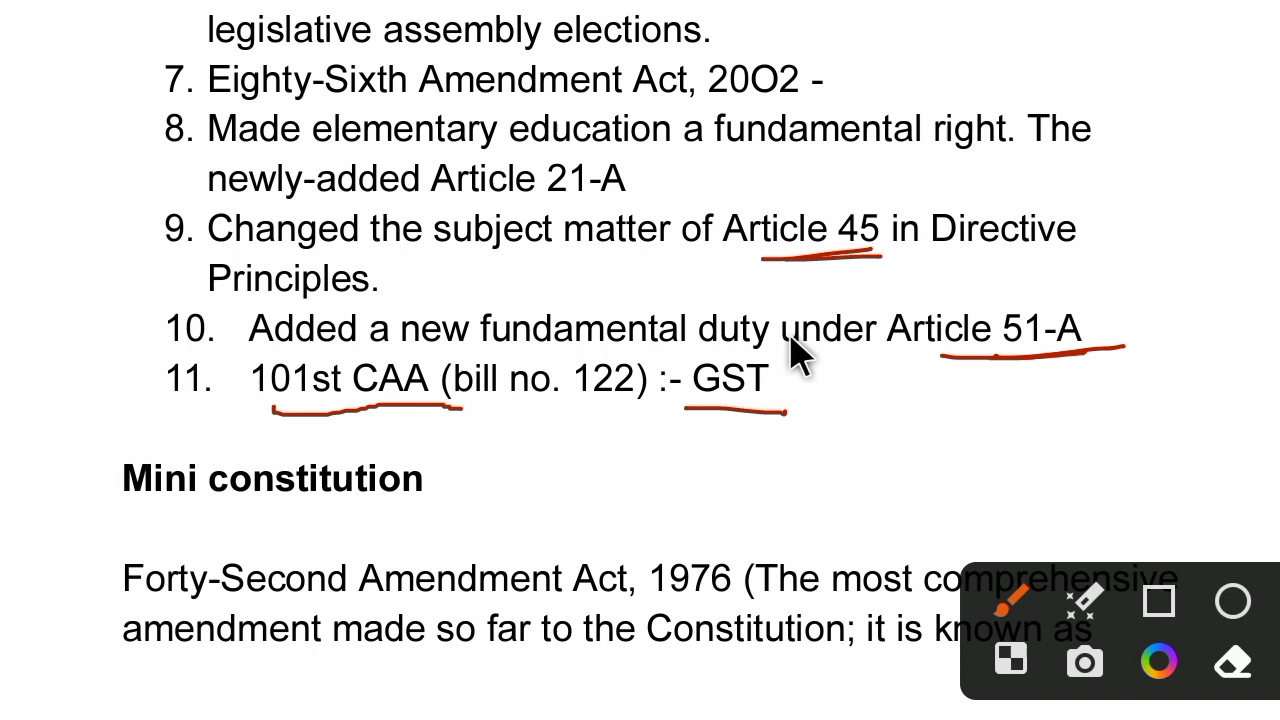 legislative assembly elections.
7. Eighty-Sixth Amendment Act, 20O2 -
8. Made elementary education a fundamental right. The
newly-added Article 21-A
9. Changed the subject matter of Article 45 in Directive
Principles.
10. Added a new fundamental duty under Article 51-A
11. 101st CAA (bill no. 122) :- GST
Mini constitution
Forty-Second Amendment Act, 1976 (The most comprehensive
amendment made so far to the Constitution; it is known as